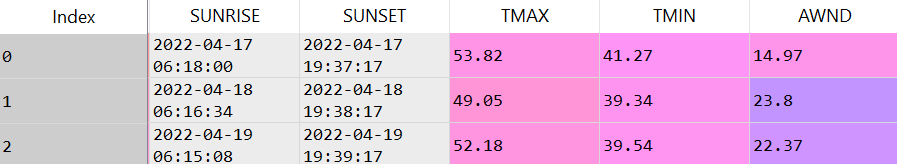 Index SUNRISE SUNSET TMAX TMIN AWND
0 2022-04-17 06:18:00 2022-04-17 19:37:17 53.82 41.27 14.97
1 2022-04-18 06:16:34 2022-04-18 19:38:17 49.05 39.34 23.8
2 2022-04-19 06:15:08 2022-04-19 19:39:17 52.18 39.54 22.37